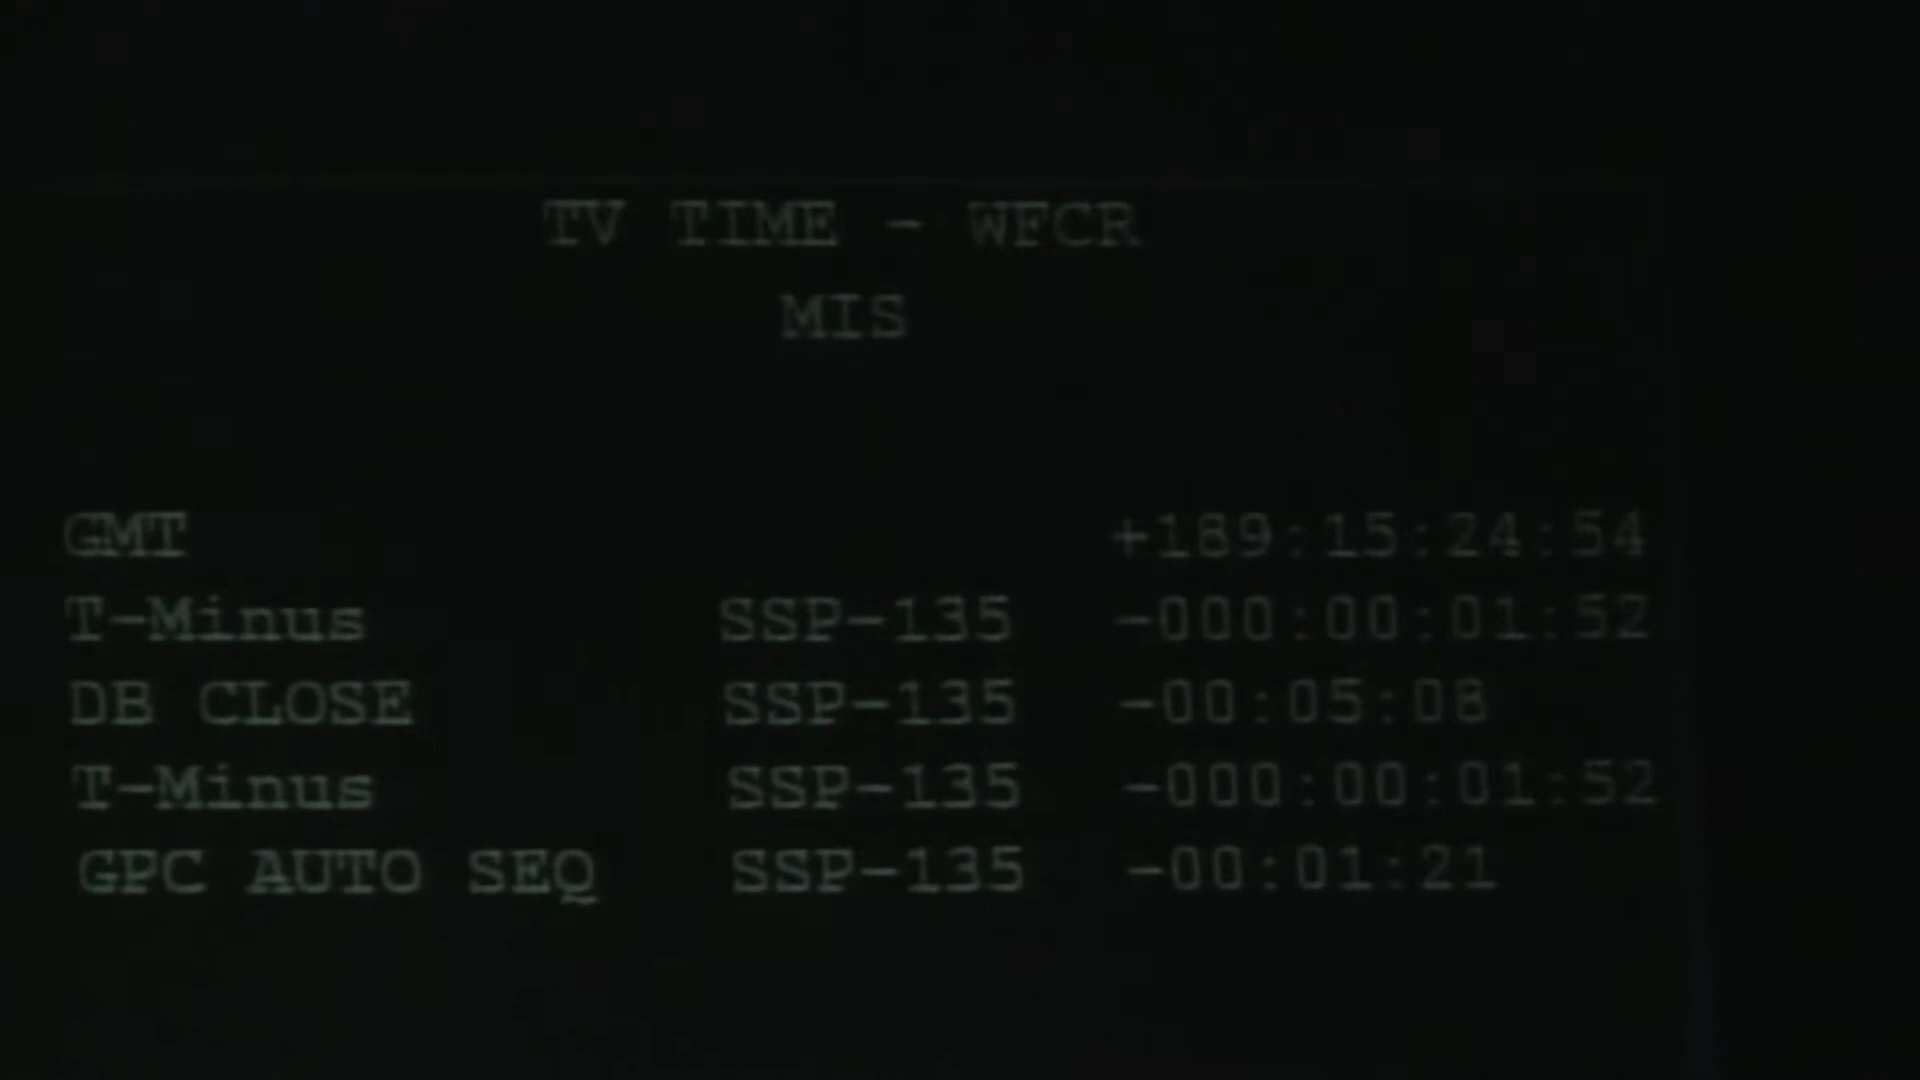 TV TIME - WFCR
MIS
GMT +189:15:24:54
T-Minus SSP-135 -000:00:01:52
DB CLOSE SSP-135 -00:05:08
T-Minus SSP-135 -000:00:01:52
GPC AUTO SEQ SSP-135 -00:01:21